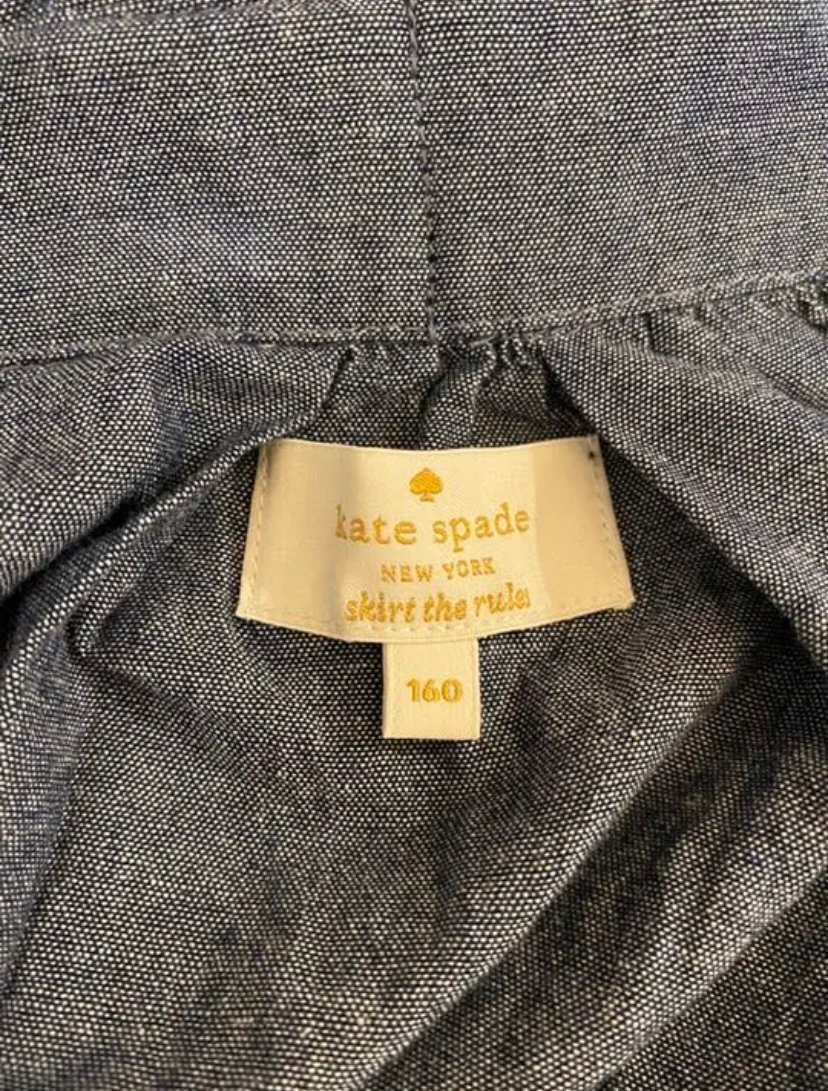 kate spade
NEW YORK
skirt the rules
160